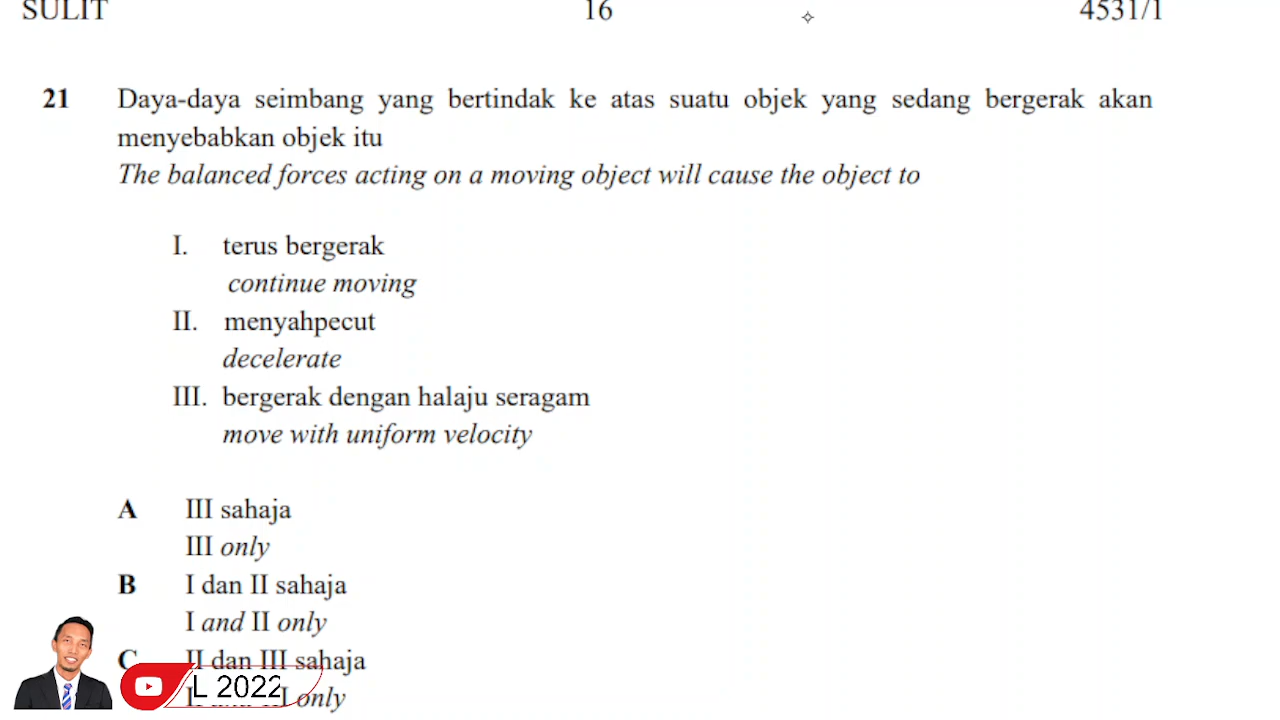 SULIT 16 4531/1
21 Daya-daya seimbang yang bertindak ke atas suatu objek yang sedang bergerak akan
menyebabkan objek itu
The balanced forces acting on a moving object will cause the object to
I. terus bergerak
continue moving
II. menyahpecut
decelerate
III. bergerak dengan halaju seragam
move with uniform velocity
A III sahaja
III only
B I dan II sahaja
I and II only
C II dan III sahaja
only
L 2022